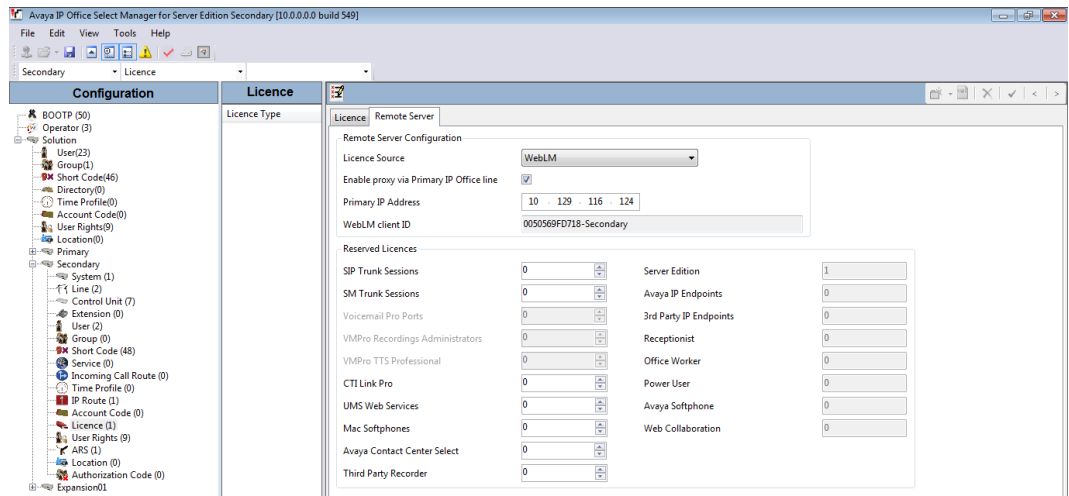 Avaya IP Office Select Manager for Server Edition Secondary [10.0.0.0.0 build 549]
File Edit View Tools Help
Secondary Licence
Configuration
BOOTP (50)
Operator (3)
Solution
User(23)
Group(1)
Short Code(46)
Directory(0)
Time Profile(0)
Account Code(0)
User Rights(9)
Location(0)
Primary
Secondary
System (1)
Line (2)
Control Unit (7)
Extension (0)
User (2)
Group (0)
Short Code (48)
Service (0)
Incoming Call Route (0)
Time Profile (0)
IP Route (1)
Account Code (0)
Licence (1)
User Rights (9)
ARS (1)
Location (0)
Authorization Code (0)
Expansion01
Licence
Licence Type
Licence Remote Server
Remote Server Configuration
Licence Source WebLM
Enable proxy via Primary IP Office line
Primary IP Address 10 . 129 . 116 . 124
WebLM client ID 0050569FD718-Secondary
Reserved Licences
SIP Trunk Sessions 0 Server Edition 1
SM Trunk Sessions 0 Avaya IP Endpoints 0
Voicemail Pro Ports 0 3rd Party IP Endpoints 0
VMPro Recordings Administrators 0 Receptionist 0
VMPro TTS Professional 0 Office Worker 0
CTI Link Pro 0 Power User 0
UMS Web Services 0 Avaya Softphone 0
Mac Softphones 0 Web Collaboration 0
Avaya Contact Center Select 0
Third Party Recorder 0